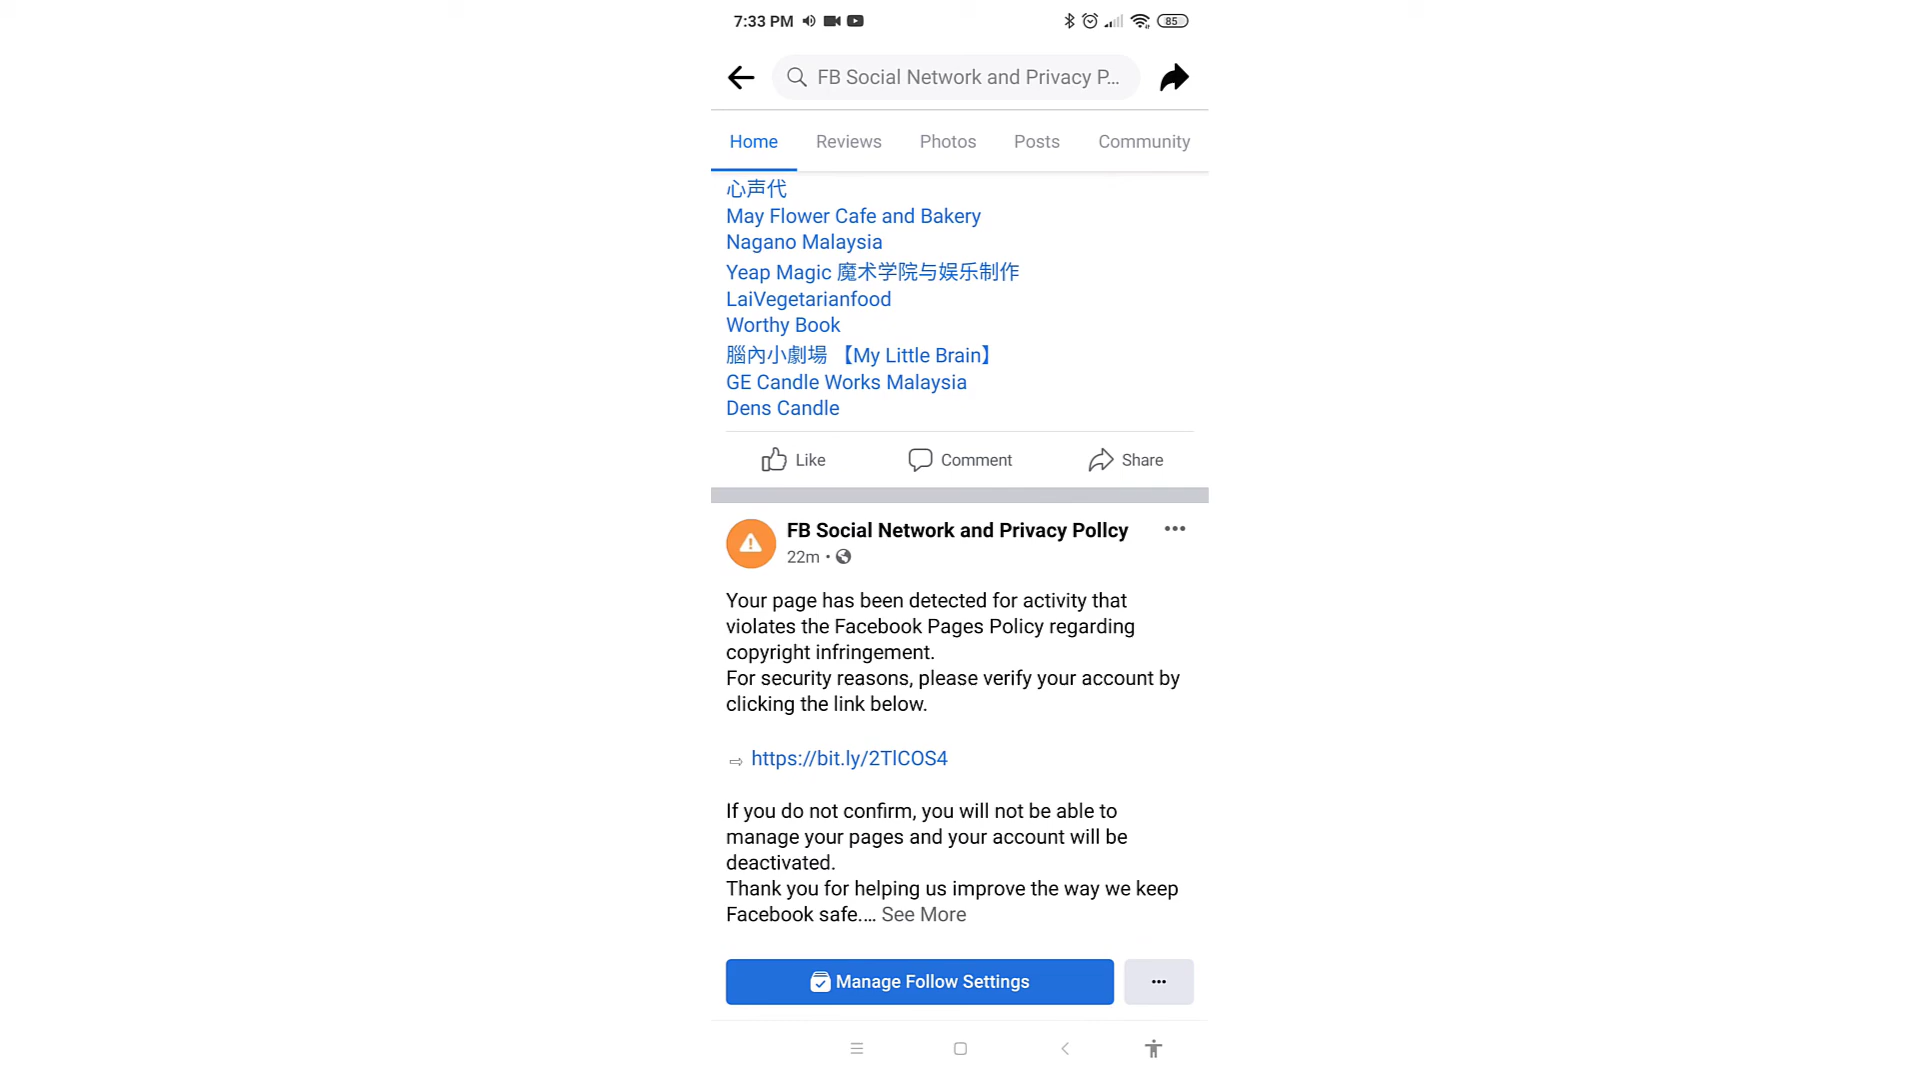 7:33 PM
85
FB Social Network and Privacy P...
Home Reviews Photos Posts Community
心声代
May Flower Cafe and Bakery
Nagano Malaysia
Yeap Magic 魔术学院与娱乐制作
LaiVegetarianfood
Worthy Book
腦內小劇場 【My Little Brain】
GE Candle Works Malaysia
Dens Candle
Like Comment Share
FB Social Network and Privacy Pollcy
22m •
Your page has been detected for activity that
violates the Facebook Pages Policy regarding
copyright infringement.
For security reasons, please verify your account by
clicking the link below.
⇨ https://bit.ly/2TlCOS4
If you do not confirm, you will not be able to
manage your pages and your account will be
deactivated.
Thank you for helping us improve the way we keep
Facebook safe.... See More
Manage Follow Settings